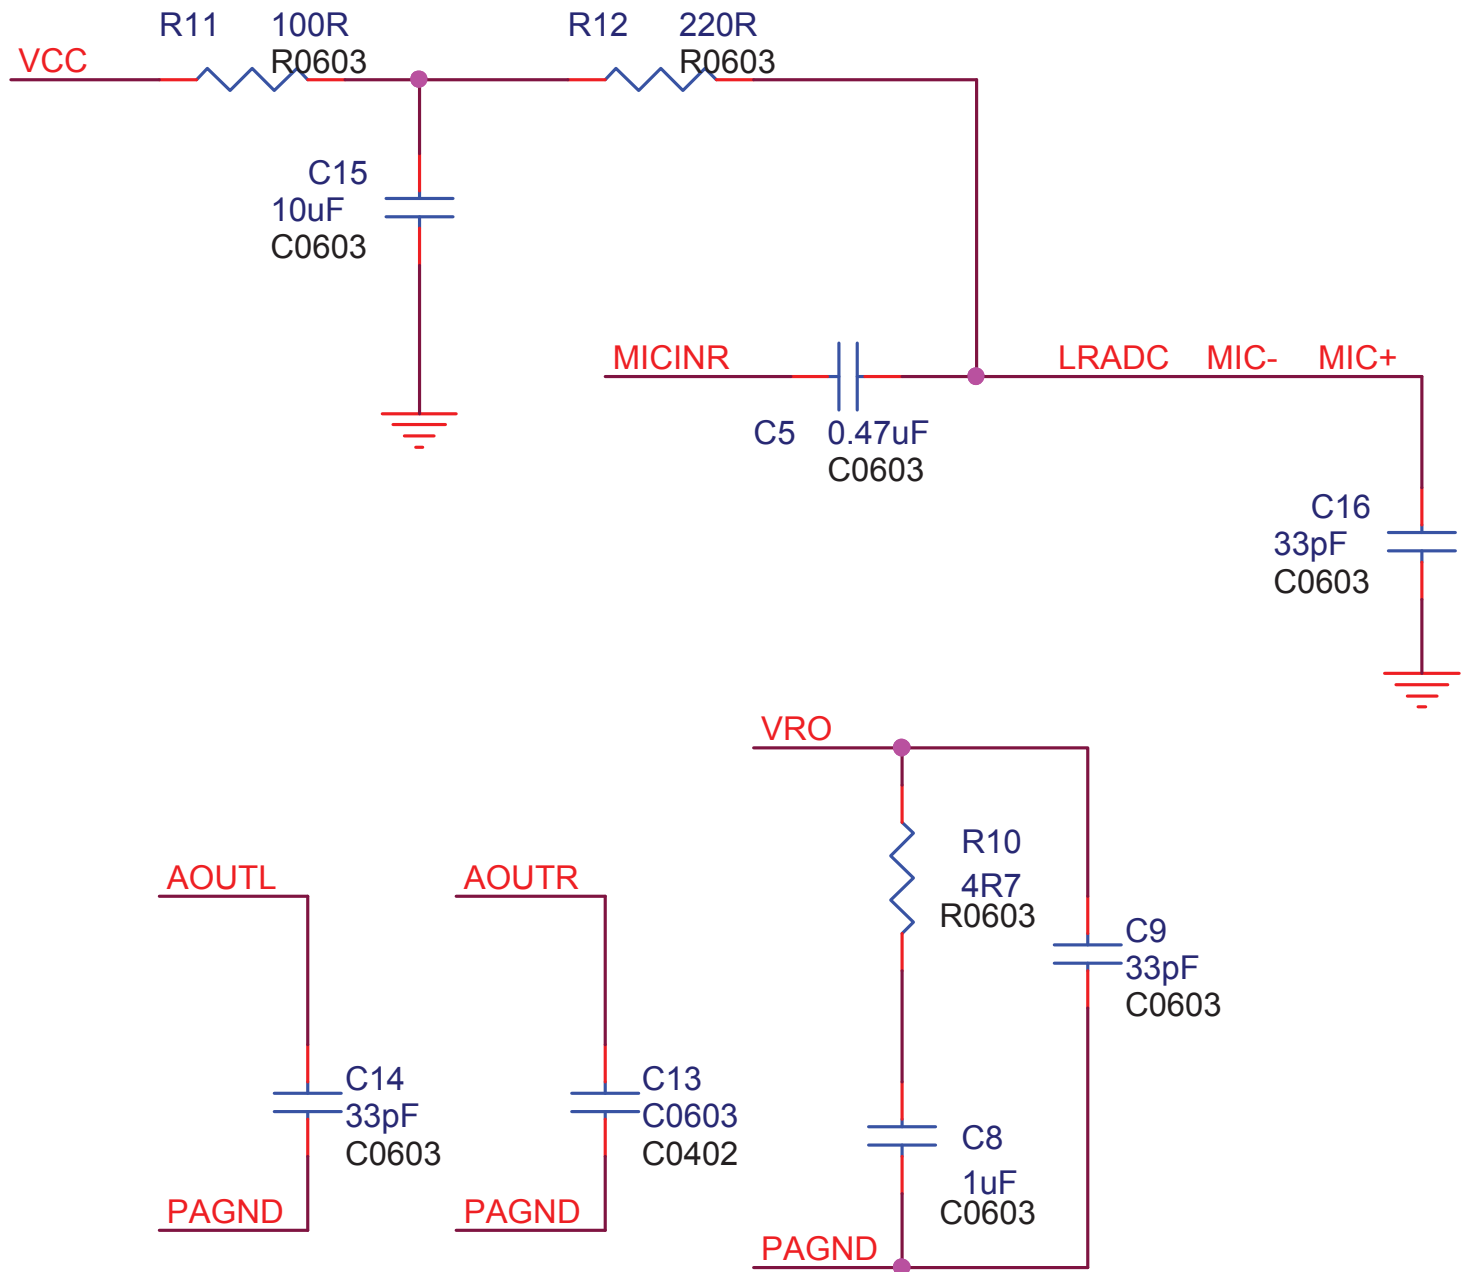 R11 100R R12 220R
VCC R0603 R0603
C15
10uF
C0603
MICINR LRADC MIC- MIC+
C5 0.47uF
C0603
C16
33pF
C0603
VRO
R10
4R7
R0603
AOUTL AOUTR
C9
33pF
C0603
C14
33pF
C0603
C13
C0603
C0402
C8
1uF
C0603
PAGND PAGND
PAGND